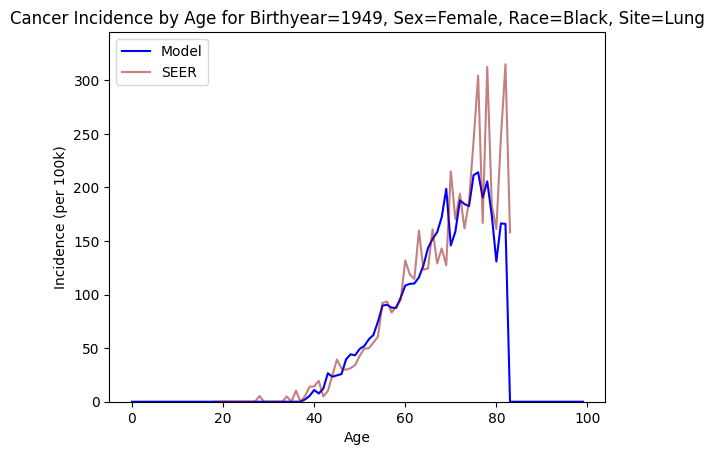 Cancer Incidence by Age for Birthyear=1949, Sex=Female, Race=Black, Site=Lung
Model
SEER
Incidence (per 100k)
300
250
200
150
100
50
0
0 20 40 60 80 100
Age